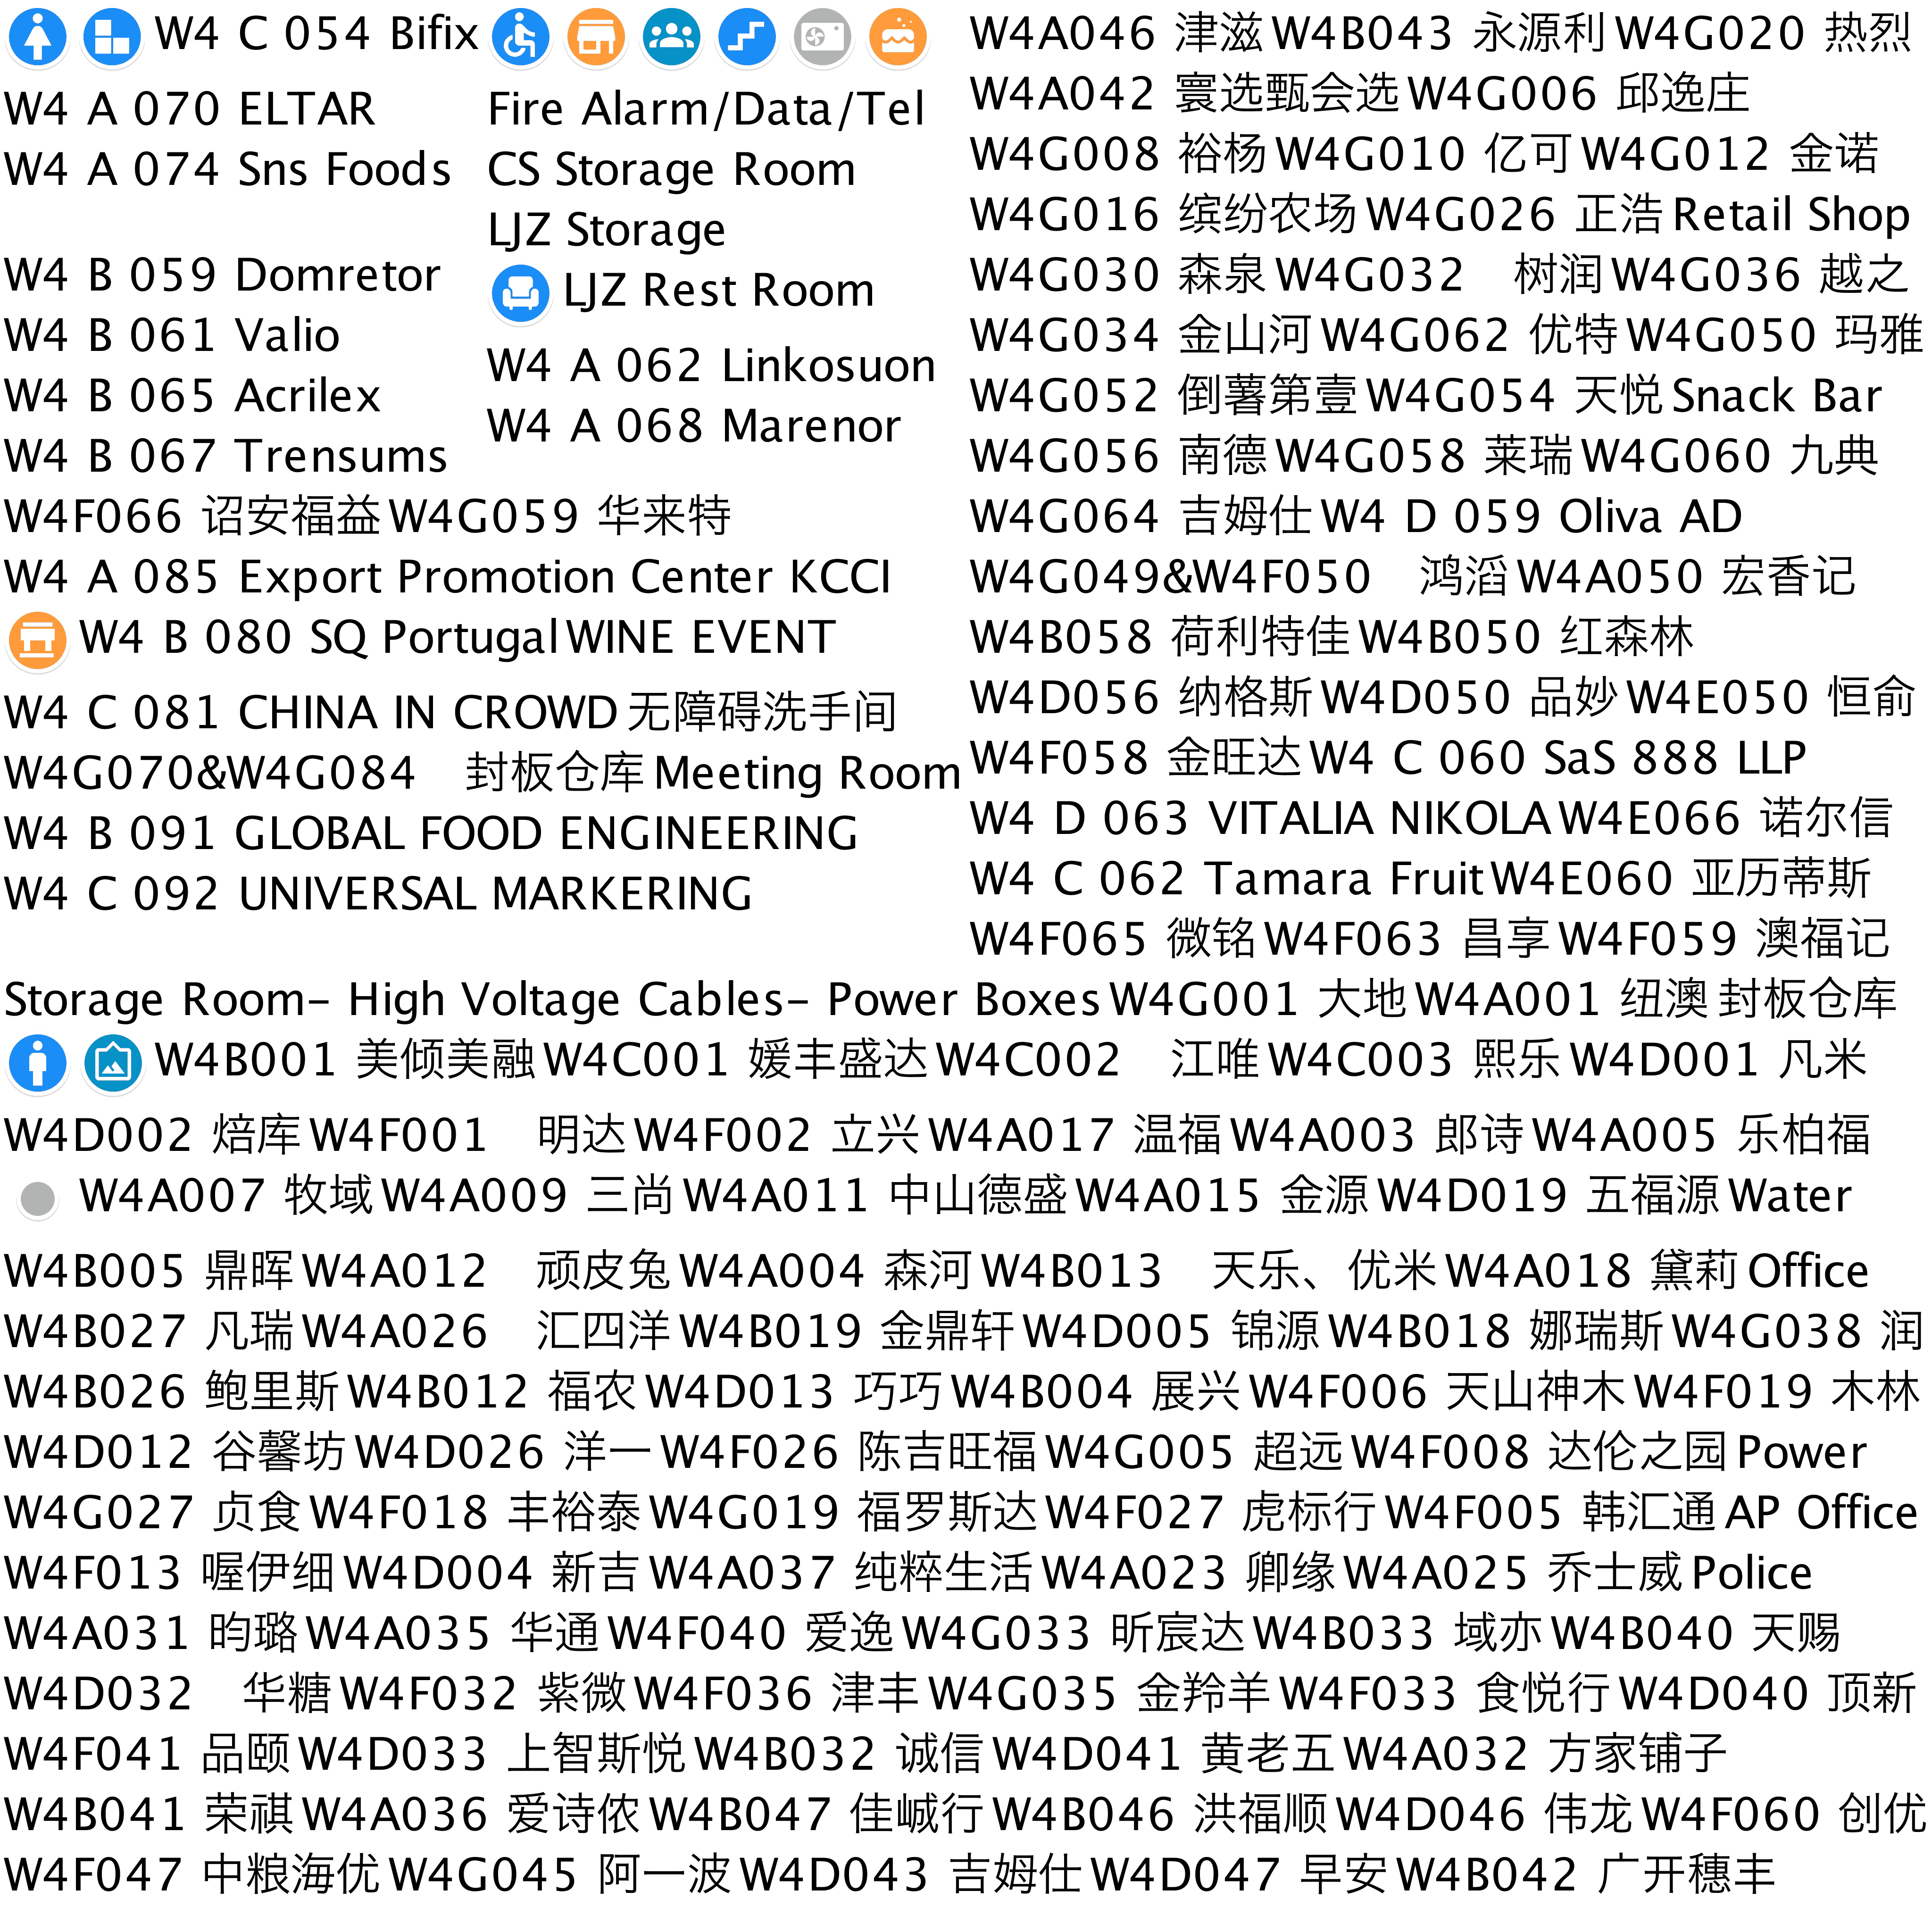 W4 C 054 Bifix
W4 A 070 ELTAR
W4 A 074 Sns Foods
W4 B 059 Domretor
W4 B 061 Valio
W4 B 065 Acrilex
W4 B 067 Trensums
Fire Alarm/Data/Tel
CS Storage Room
LJZ Storage
LJZ Rest Room
W4 A 062 Linkosuon
W4 A 068 Marenor
W4F066 诏安福益 W4G059 华来特
W4 A 085 Export Promotion Center KCCI
W4 B 080 SQ Portugal WINE EVENT
W4 C 081 CHINA IN CROWD 无障碍洗手间
W4G070&W4G084 封板仓库 Meeting Room
W4 B 091 GLOBAL FOOD ENGINEERING
W4 C 092 UNIVERSAL MARKERING
W4A046 津滋 W4B043 永源利 W4G020 热烈
W4A042 寰选甄会选 W4G006 邱逸庄
W4G008 裕杨 W4G010 亿可 W4G012 金诺
W4G016 缤纷农场 W4G026 正浩 Retail Shop
W4G030 森泉 W4G032 树润 W4G036 越之
W4G034 金山河 W4G062 优特 W4G050 玛雅
W4G052 倒薯第壹 W4G054 天悦 Snack Bar
W4G056 南德 W4G058 莱瑞 W4G060 九典
W4G064 吉姆仕 W4 D 059 Oliva AD
W4G049&W4F050 鸿滔 W4A050 宏香记
W4B058 荷利特佳 W4B050 红森林
W4D056 纳格斯 W4D050 品妙 W4E050 恒俞
W4F058 金旺达 W4 C 060 SaS 888 LLP
W4 D 063 VITALIA NIKOLA W4E066 诺尔信
W4 C 062 Tamara Fruit W4E060 亚历蒂斯
W4F065 微铭 W4F063 昌享 W4F059 澳福记
Storage Room- High Voltage Cables- Power Boxes W4G001 大地 W4A001 纽澳 封板仓库
W4B001 美倾美融 W4C001 媛丰盛达 W4C002 江唯 W4C003 熙乐 W4D001 凡米
W4D002 焙库 W4F001 明达 W4F002 立兴 W4A017 温福 W4A003 郎诗 W4A005 乐柏福
W4A007 牧域 W4A009 三尚 W4A011 中山德盛 W4A015 金源 W4D019 五福源 Water
W4B005 鼎晖 W4A012 顽皮兔 W4A004 森河 W4B013 天乐、优米 W4A018 黛莉 Office
W4B027 凡瑞 W4A026 汇四洋 W4B019 金鼎轩 W4D005 锦源 W4B018 娜瑞斯 W4G038 润
W4B026 鲍里斯 W4B012 福农 W4D013 巧巧 W4B004 展兴 W4F006 天山神木 W4F019 木林
W4D012 谷馨坊 W4D026 洋一 W4F026 陈吉旺福 W4G005 超远 W4F008 达伦之园 Power
W4G027 贞食 W4F018 丰裕泰 W4G019 福罗斯达 W4F027 虎标行 W4F005 韩汇通 AP Office
W4F013 喔伊细 W4D004 新吉 W4A037 纯粹生活 W4A023 卿缘 W4A025 乔士威 Police
W4A031 昀璐 W4A035 华通 W4F040 爱逸 W4G033 昕宸达 W4B033 域亦 W4B040 天赐
W4D032 华糖 W4F032 紫微 W4F036 津丰 W4G035 金羚羊 W4F033 食悦行 W4D040 顶新
W4F041 品颐 W4D033 上智斯悦 W4B032 诚信 W4D041 黄老五 W4A032 方家铺子
W4B041 荣祺 W4A036 爱诗侬 W4B047 佳峸行 W4B046 洪福顺 W4D046 伟龙 W4F060 创优
W4F047 中粮海优 W4G045 阿一波 W4D043 吉姆仕 W4D047 早安 W4B042 广开穗丰